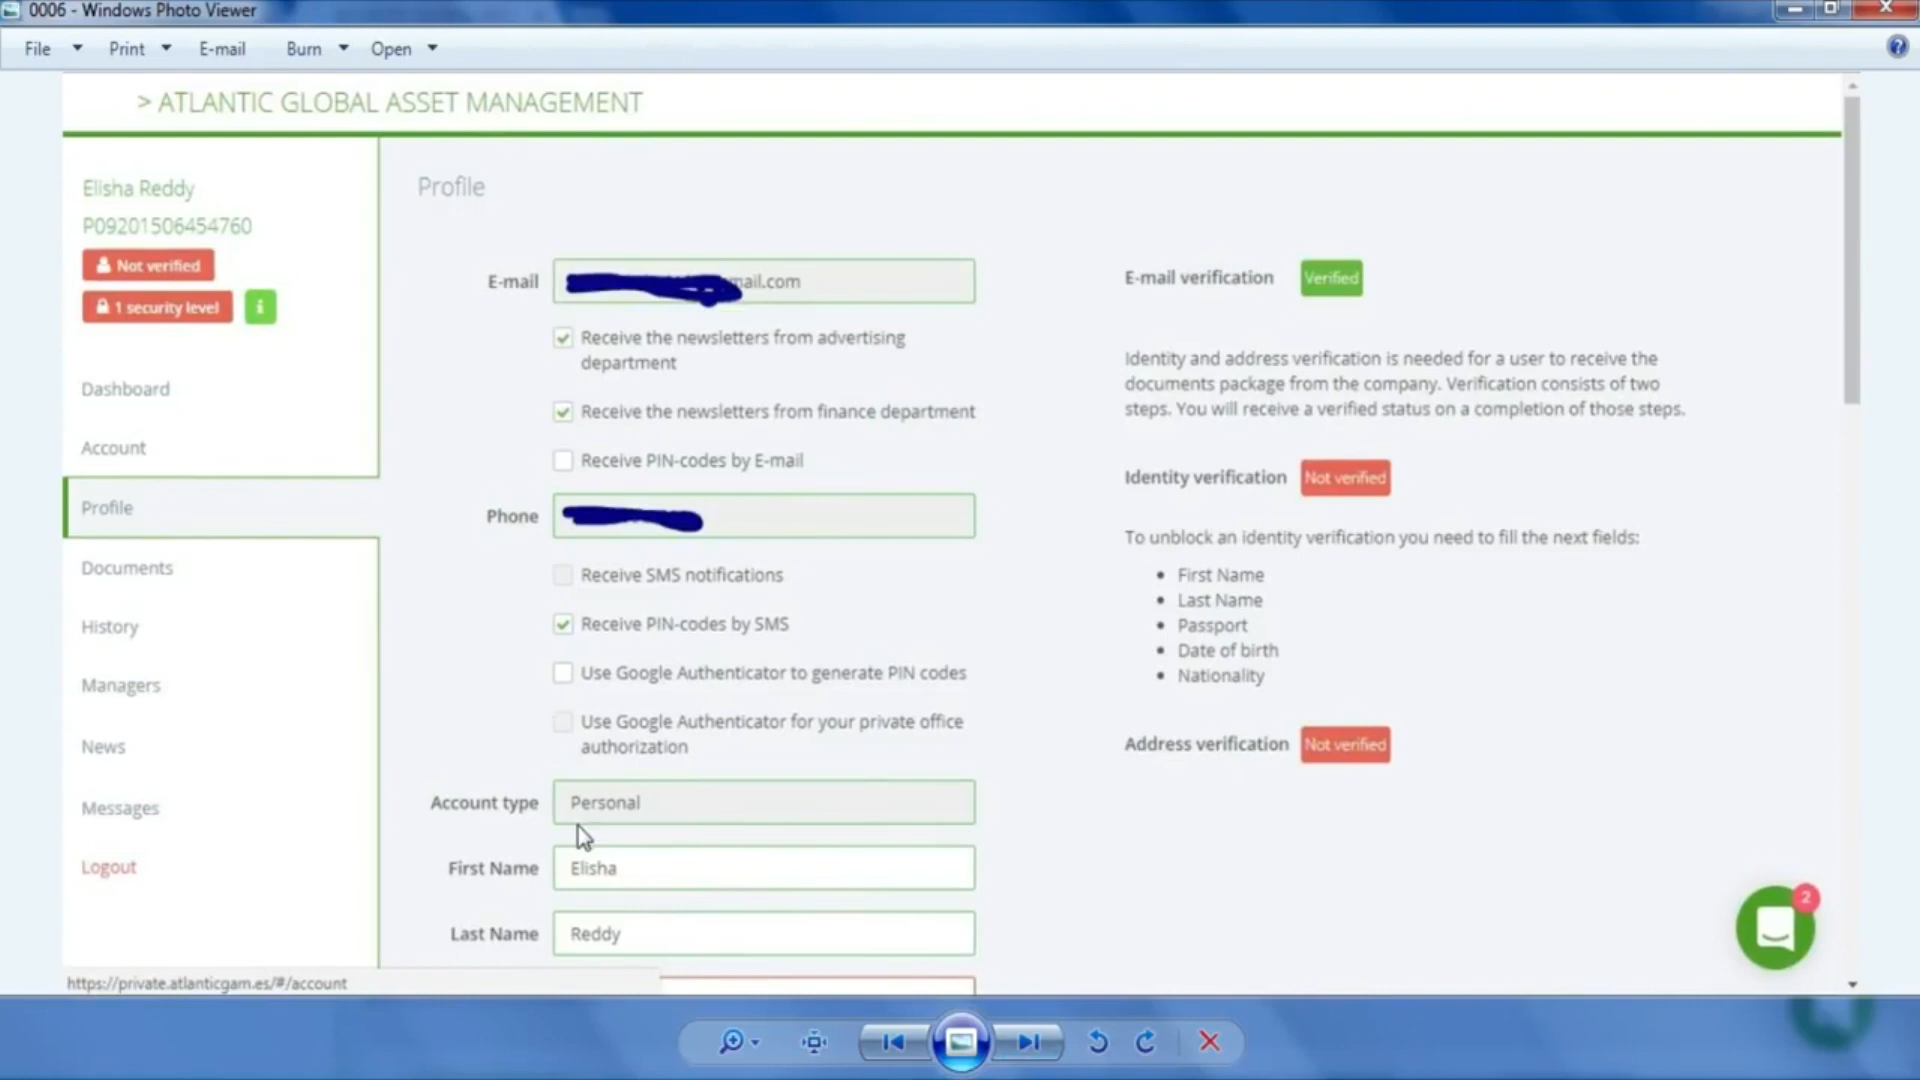 0006 - Windows Photo Viewer
File Print E-mail Burn Open
> ATLANTIC GLOBAL ASSET MANAGEMENT
Elisha Reddy
P09201506454760
Not verified
1 security level
i
Dashboard
Account
Profile
Documents
History
Managers
News
Messages
Logout
Profile
E-mail mail.com
Receive the newsletters from advertising
department
Receive the newsletters from finance department
Receive PIN-codes by E-mail
Phone
Receive SMS notifications
Receive PIN-codes by SMS
Use Google Authenticator to generate PIN codes
Use Google Authenticator for your private office
authorization
Account type Personal
First Name Elisha
Last Name Reddy
E-mail verification Verified
Identity and address verification is needed for a user to receive the
documents package from the company. Verification consists of two
steps. You will receive a verified status on a completion of those steps.
Identity verification Not verified
To unblock an identity verification you need to fill the next fields:
First Name
Last Name
Passport
Date of birth
Nationality
Address verification Not verified
2
https://private.atlanticgam.es/#/account